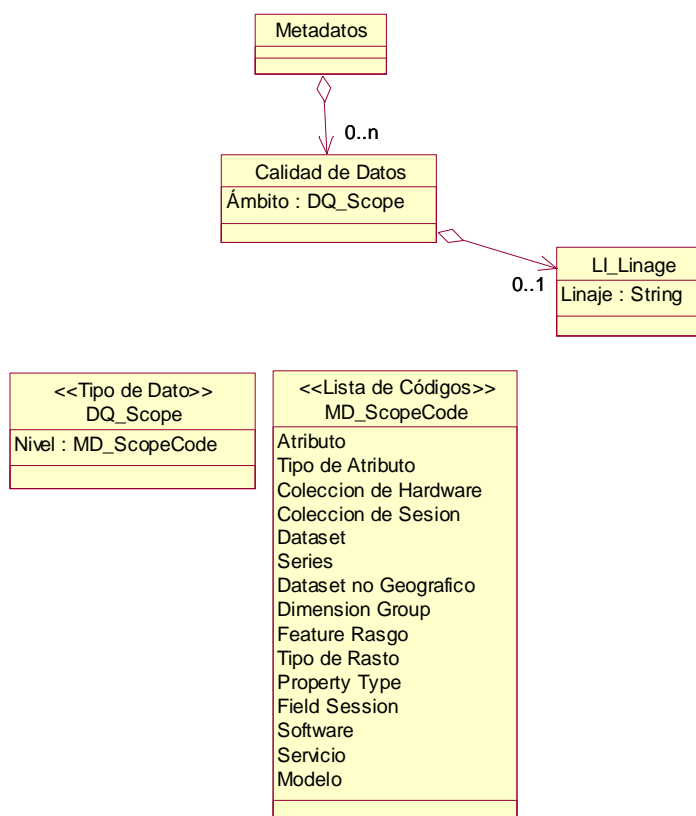 Metadatos
0..n
Calidad de Datos
Ámbito : DQ_Scope
LI_Linage
0..1
Linaje : String
<<Tipo de Dato>>
DQ_Scope
Nivel : MD_ScopeCode
<<Lista de Códigos>>
MD_ScopeCode
Atributo
Tipo de Atributo
Coleccion de Hardware
Coleccion de Sesion
Dataset
Series
Dataset no Geografico
Dimension Group
Feature Rasgo
Tipo de Rasto
Property Type
Field Session
Software
Servicio
Modelo